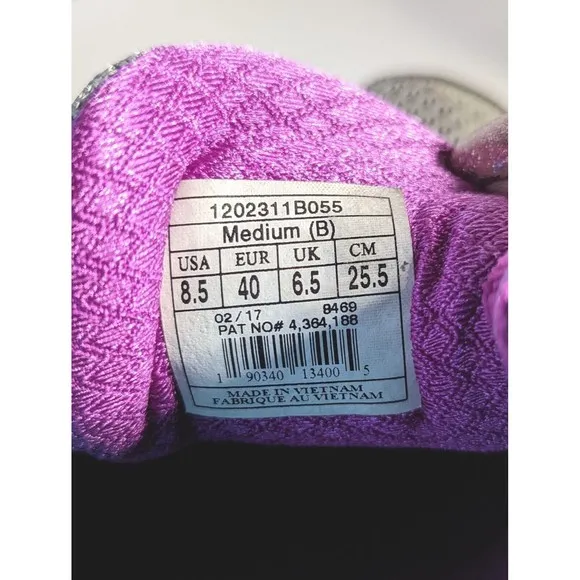 1202311B055
Medium (B)
USA EUR UK CM
8.5 40 6.5 25.5
02/17 8469
PAT NO# 4,364,188
1 90340 13400 5
MADE IN VIETNAM
FABRIQUE AU VIETNAM